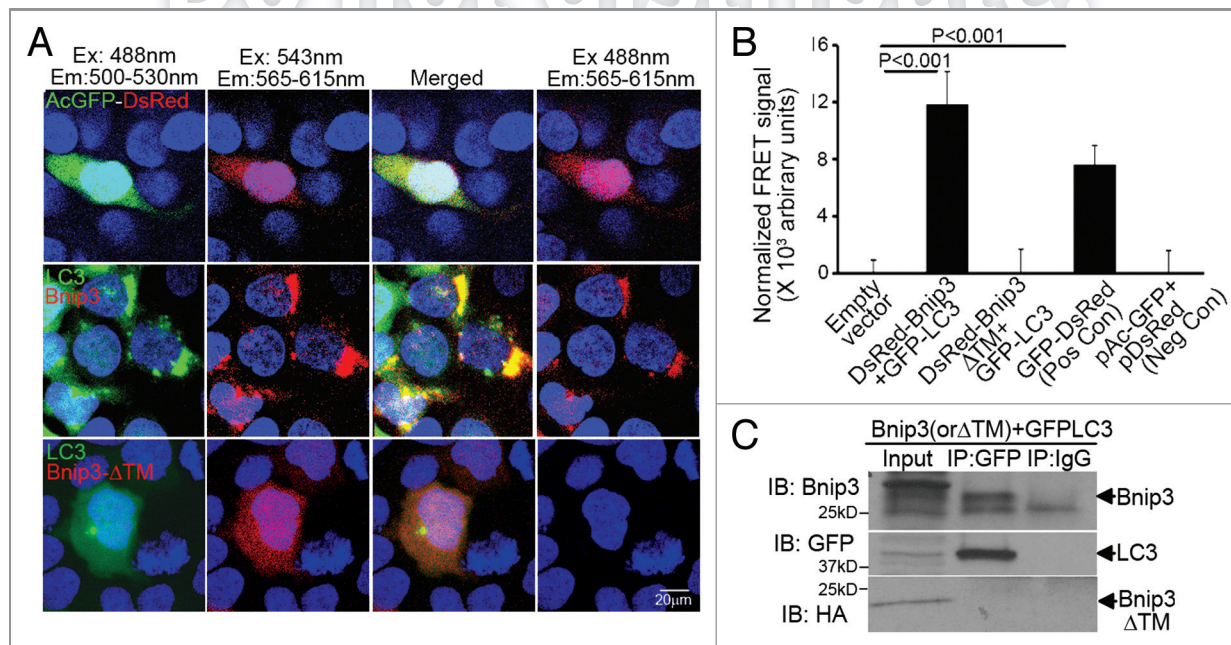 A
Ex: 488nm
Em:500-530nm
Ex: 543nm
Em:565-615nm
Merged
Ex 488nm
Em:565-615nm
AcGFP-DsRed
LC3
Bnip3
LC3
Bnip3-ΔTM
20μm
B
P<0.001
P<0.001
Normalized FRET signal
(X 10³ arbirary units)
16
12
8
4
0
Empty
vector
DsRed-Bnip3
+GFP-LC3
DsRed-Bnip3
ΔTM+
GFP-LC3
GFP-DsRed
(Pos Con)
pAc-GFP+
pDsRed
(Neg Con)
C
Bnip3(orΔTM)+GFPLC3
Input IP:GFP IP:IgG
IB: Bnip3
25kD
Bnip3
IB: GFP
37kD
LC3
25kD
IB: HA
Bnip3
ΔTM